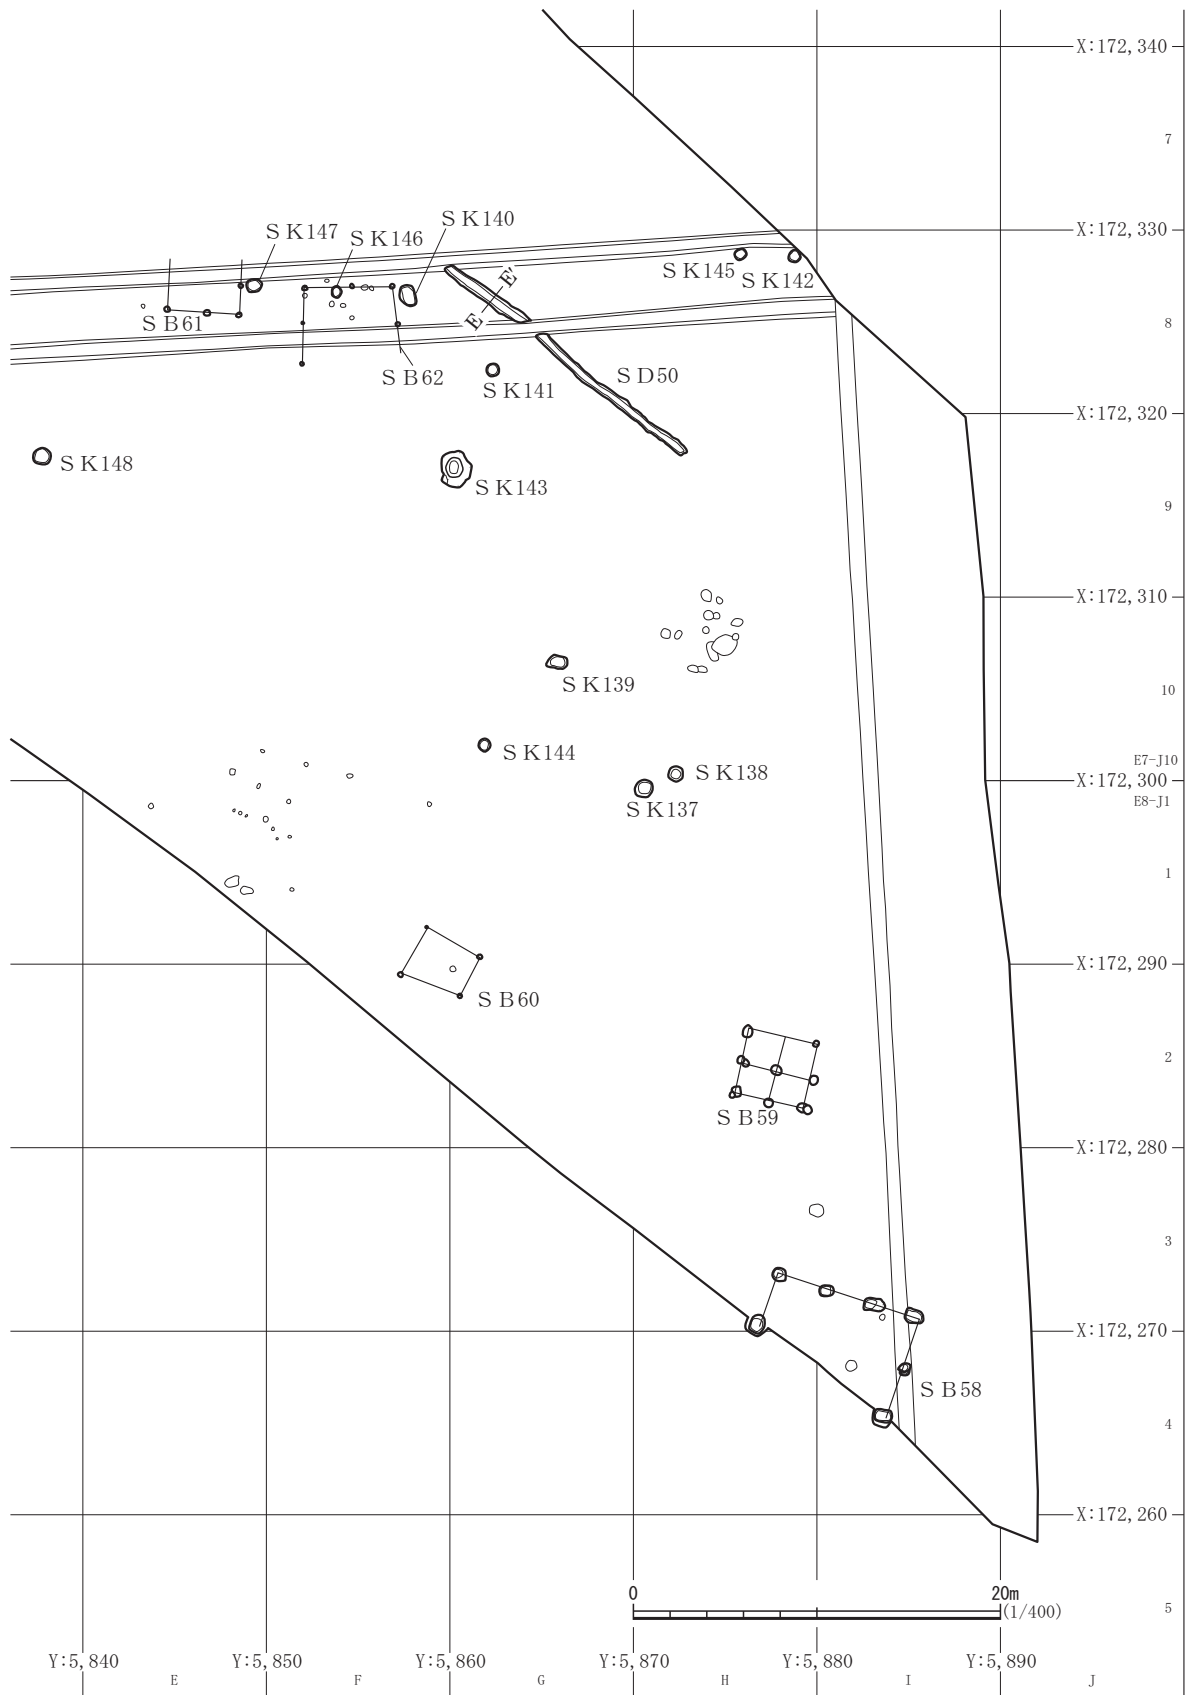 X:172,340
7
SK140
SK147
SK146
X:172,330
E'
SK145
SK142
E
SB61
8
SD50
SB62
SK141
X:172,320
SK148
SK143
9
X:172,310
SK139
10
SK144
E7-J10
SK138
X:172,300
E8-J1
SK137
1
X:172,290
SB60
2
SB59
X:172,280
3
X:172,270
SB58
4
X:172,260
0
20m
(1/400)
5
Y:5,840
Y:5,850
Y:5,860
Y:5,870
Y:5,880
Y:5,890
E
F
G
H
I
J